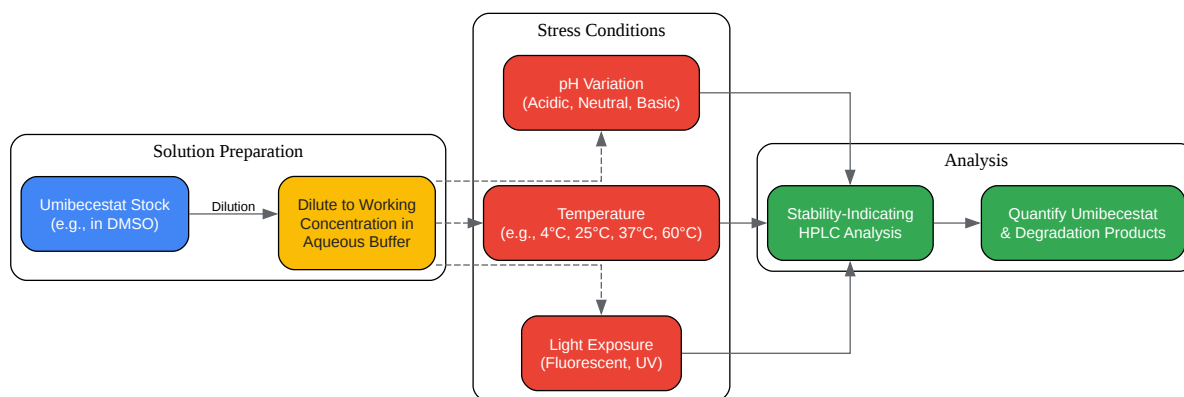 Solution Preparation
Umibecestat Stock
(e.g., in DMSO)
Dilution
Dilute to Working
Concentration in
Aqueous Buffer
Stress Conditions
pH Variation
(Acidic, Neutral, Basic)
Temperature
(e.g., 4°C, 25°C, 37°C, 60°C)
Light Exposure
(Fluorescent, UV)
Analysis
Stability-Indicating
HPLC Analysis
Quantify Umibecestat
& Degradation Products